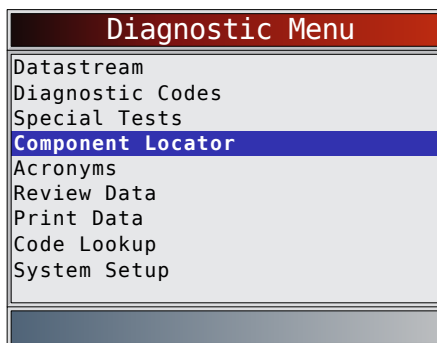 Diagnostic Menu
Datastream
Diagnostic Codes
Special Tests
Component Locator
Acronyms
Review Data
Print Data
Code Lookup
System Setup